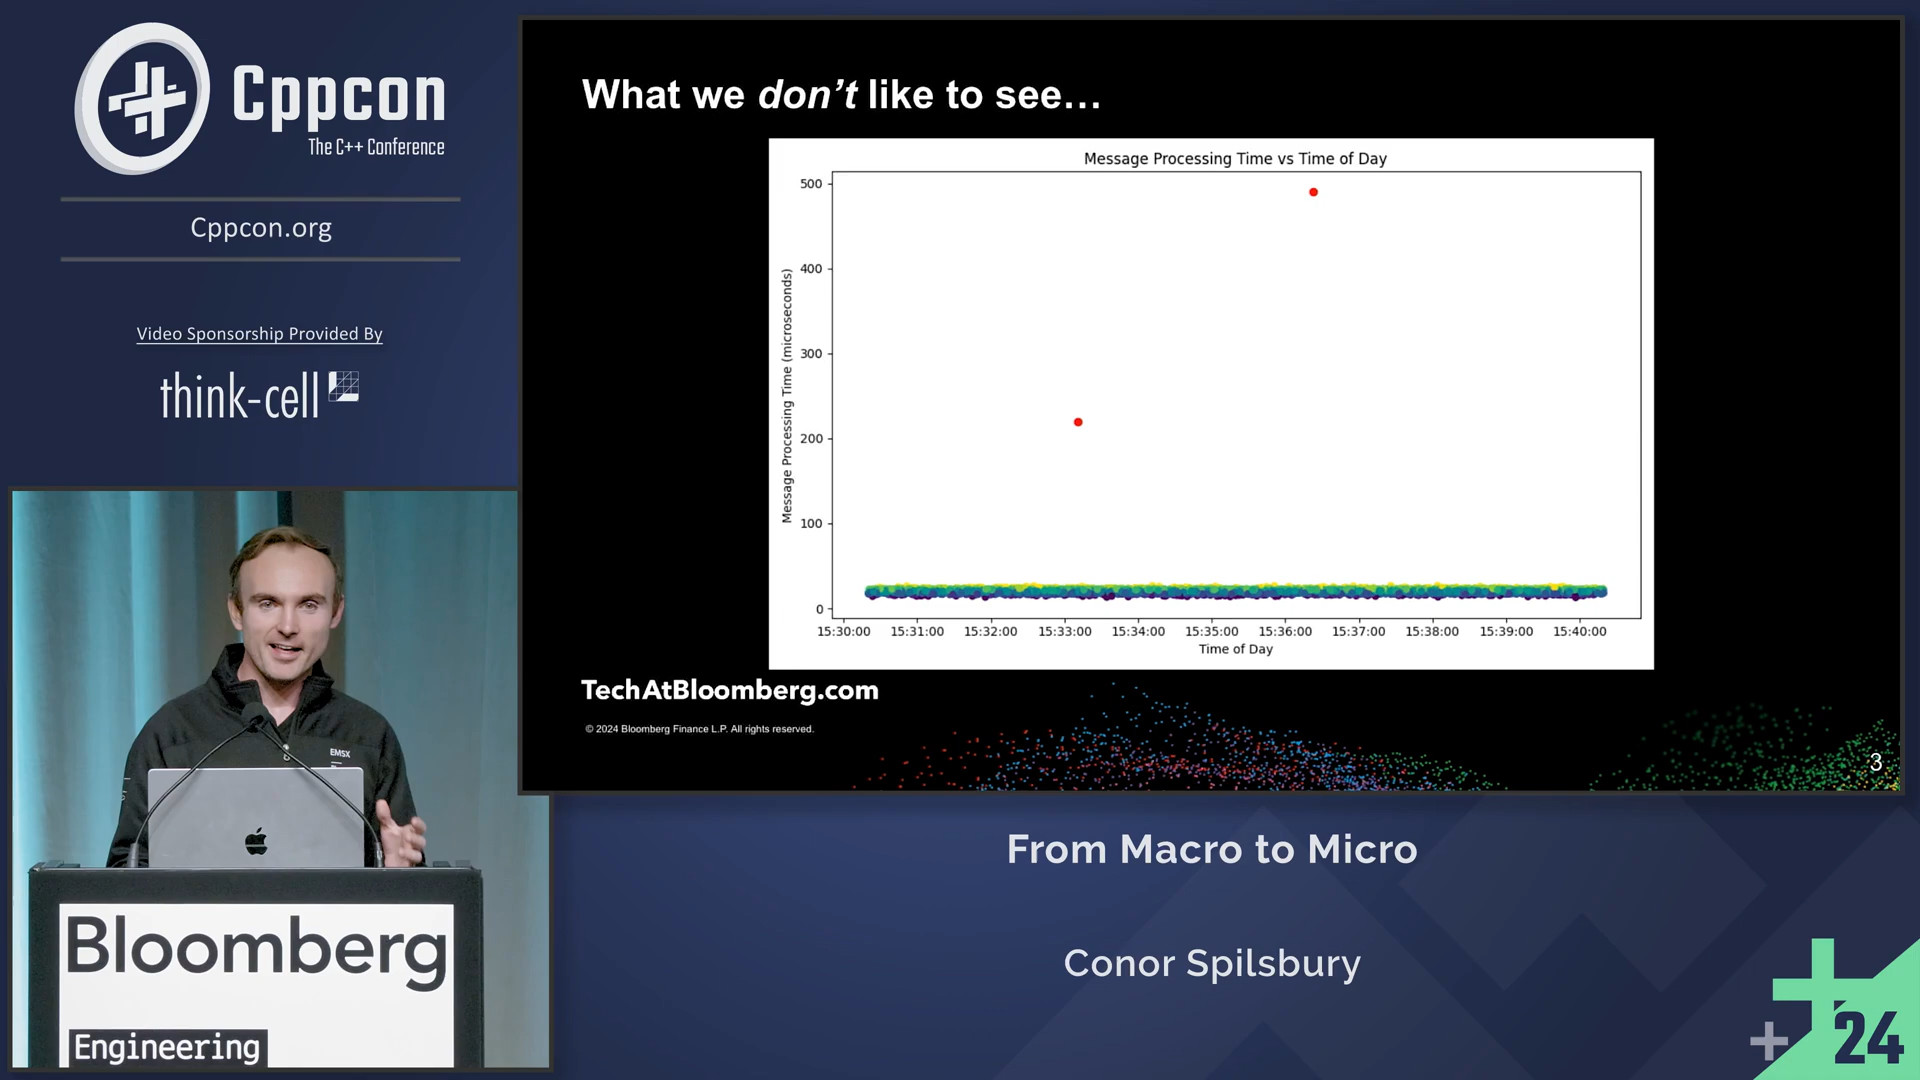 Cppcon
The C++ Conference
Cppcon.org
Video Sponsorship Provided By
think-cell
What we don't like to see...
Message Processing Time vs Time of Day
Message Processing Time (microseconds)
500
400
300
200
100
0
15:30:00 15:31:00 15:32:00 15:33:00 15:34:00 15:35:00 15:36:00 15:37:00 15:38:00 15:39:00 15:40:00
Time of Day
TechAtBloomberg.com
© 2024 Bloomberg Finance L.P. All rights reserved.
3
EMSX
Bloomberg
Engineering
From Macro to Micro
Conor Spilsbury
24